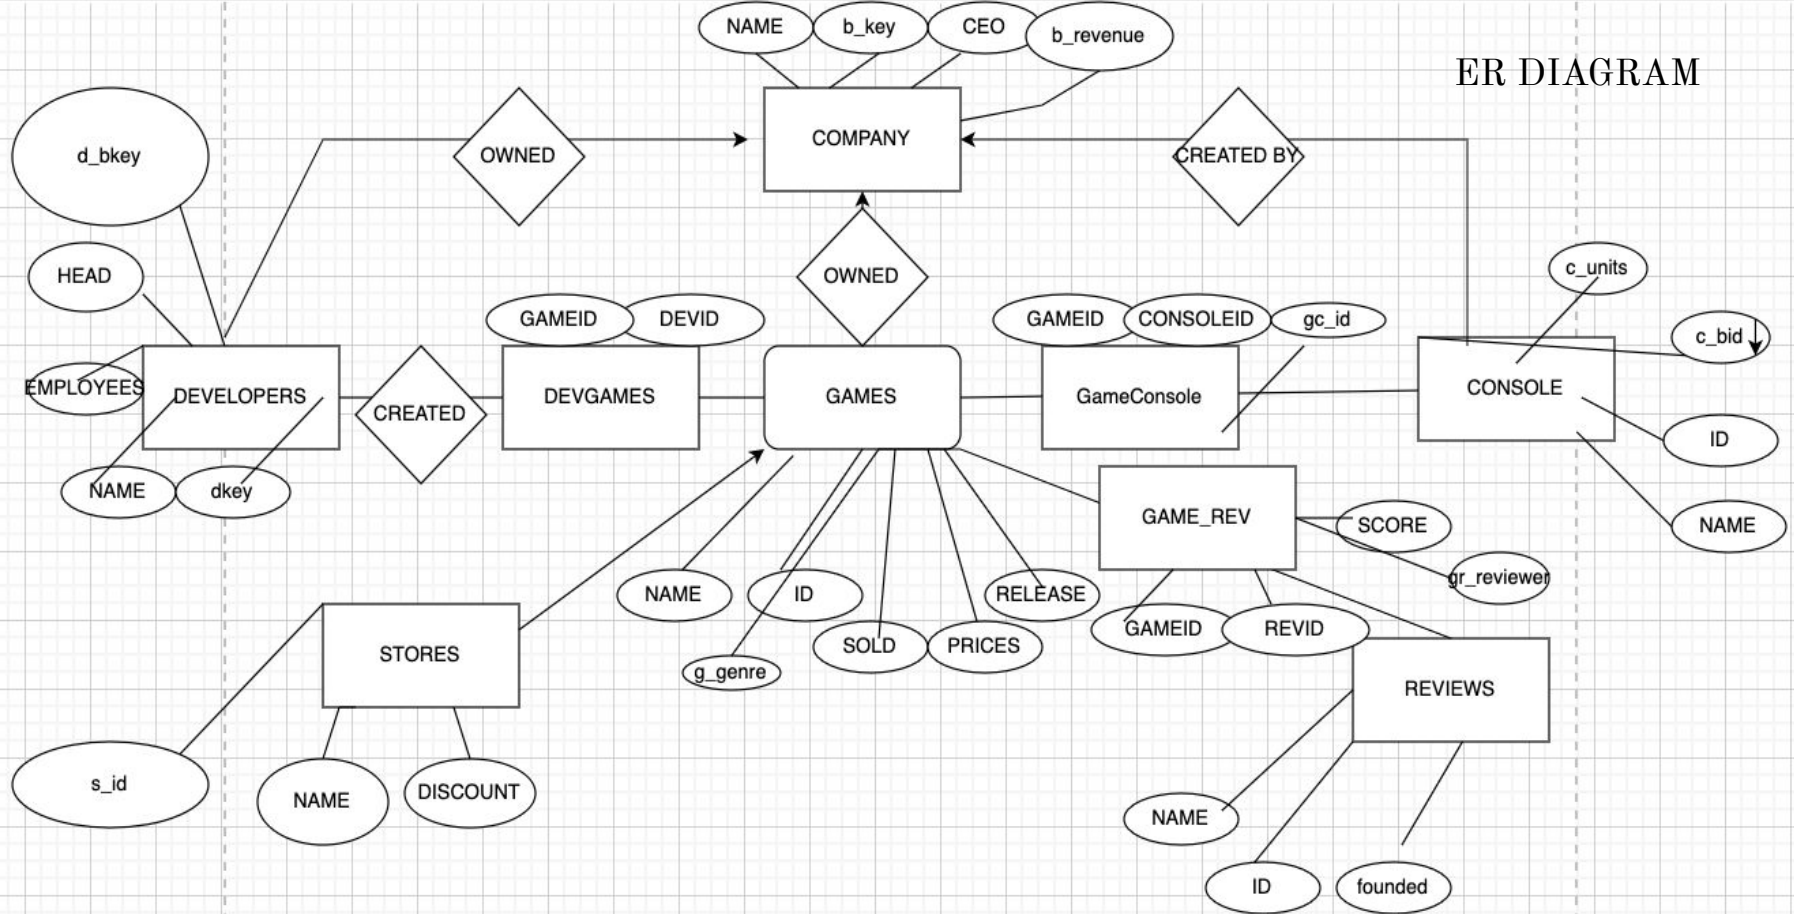 NAME
b_key
CEO
b_revenue
ER DIAGRAM
d_bkey
OWNED
COMPANY
CREATED BY
HEAD
OWNED
c_units
GAMEID
DEVID
GAMEID
CONSOLEID
gc_id
c_bid
EMPLOYEES
DEVELOPERS
CREATED
DEVGAMES
GAMES
GameConsole
CONSOLE
ID
NAME
dkey
GAME_REV
SCORE
NAME
gr_reviewer
NAME
ID
RELEASE
GAMEID
REVID
STORES
g_genre
SOLD
PRICES
REVIEWS
s_id
NAME
DISCOUNT
NAME
ID
founded